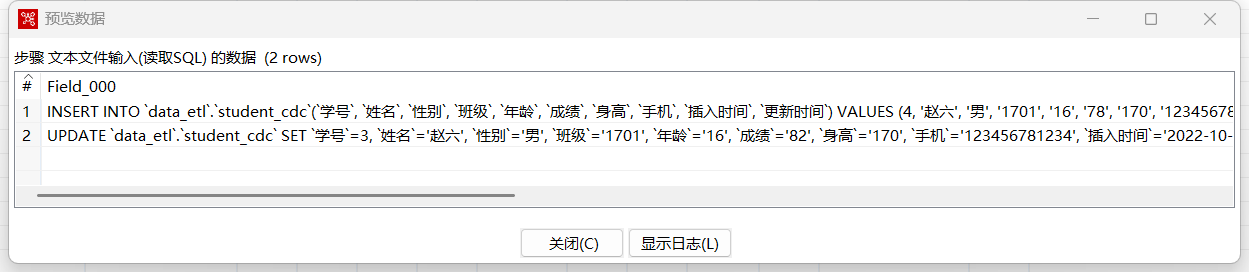 预览数据
步骤 文本文件输入(读取SQL) 的数据 (2 rows)
# Field_000
1 INSERT INTO `data_etl`.`student_cdc`(`学号`, `姓名`, `性别`, `班级`, `年龄`, `成绩`, `身高`, `手机`, `插入时间`, `更新时间`) VALUES (4, '赵六', '男', '1701', '16', '78', '170', '12345678
2 UPDATE `data_etl`.`student_cdc` SET `学号`=3, `姓名`='赵六', `性别`='男', `班级`='1701', `年龄`='16', `成绩`='82', `身高`='170', `手机`='123456781234', `插入时间`='2022-10-
关闭(C) 显示日志(L)